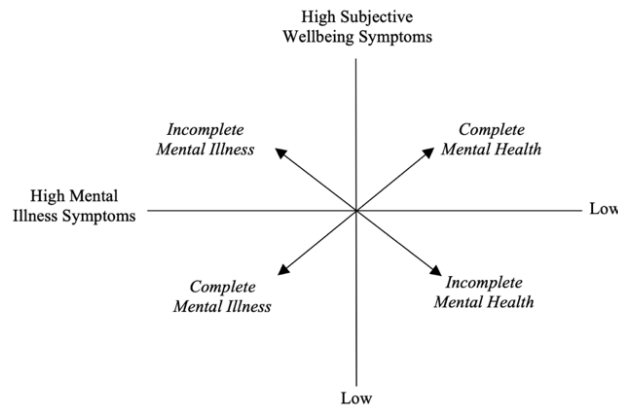 High Subjective
Wellbeing Symptoms
Incomplete
Mental Illness
Complete
Mental Health
High Mental
Illness Symptoms
Low
Complete
Mental Illness
Incomplete
Mental Health
Low